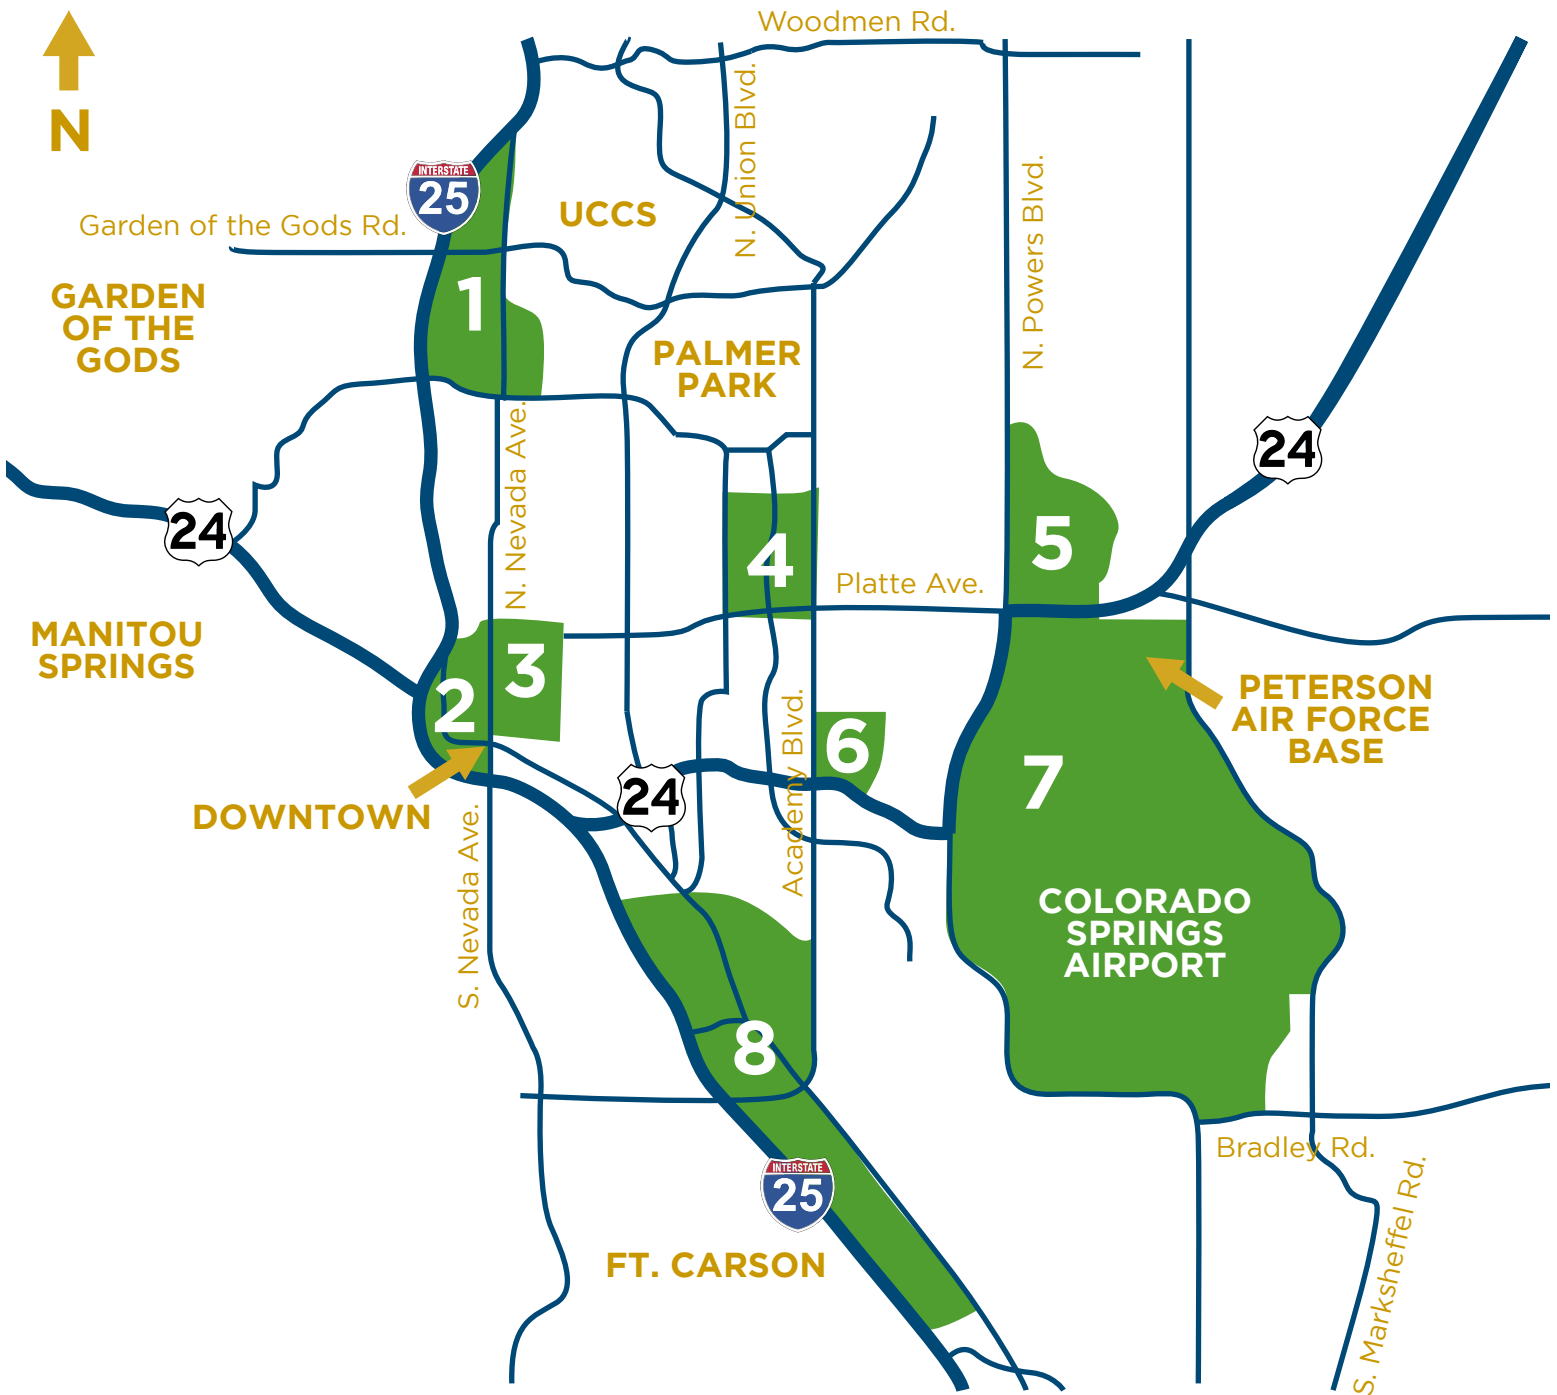 Woodmen Rd.
N
N. Union Blvd.
INTERSTATE
25
UCCS
N. Powers Blvd.
Garden of the Gods Rd.
GARDEN
OF THE
GODS
1
PALMER
PARK
N. Nevada Ave.
24
24
5
4
Platte Ave.
MANITOU
SPRINGS
3
2
PETERSON
AIR FORCE
BASE
6
Academy Blvd.
7
24
DOWNTOWN
S. Nevada Ave.
COLORADO
SPRINGS
AIRPORT
8
Bradley Rd.
INTERSTATE
25
FT. CARSON
S. Marksheffel Rd.